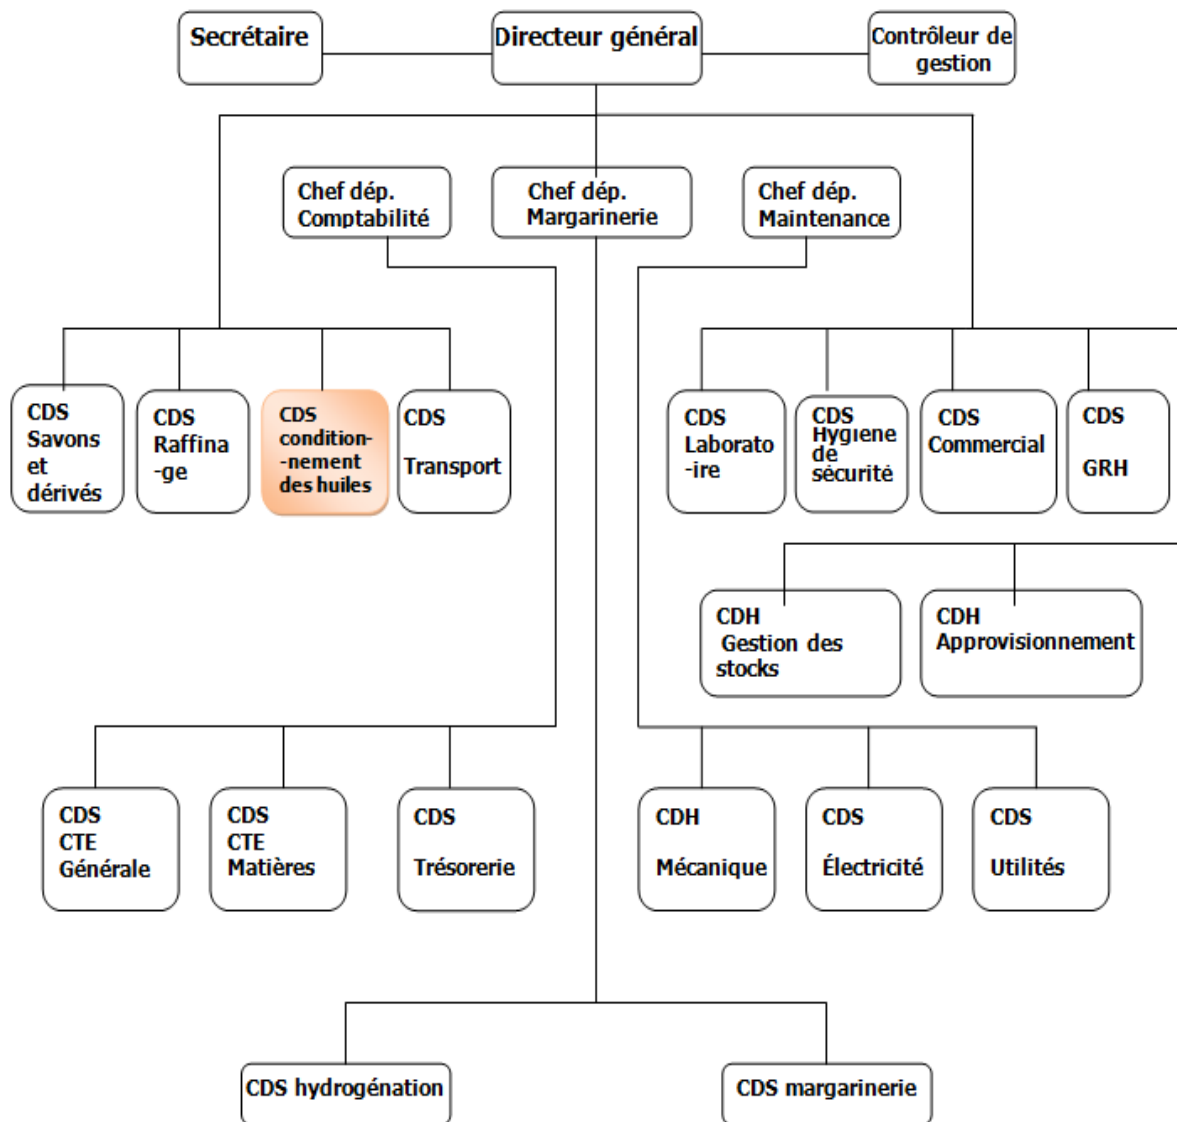 Secrétaire
Directeur général
Contrôleur de
gestion
Chef dép.
Comptabilité
Chef dép.
Margarinerie
Chef dép.
Maintenance
CDS
Savons
et
dérivés
CDS
Raffina
-ge
CDS
condition-
-nement
des huiles
CDS
Transport
CDS
Laborato
-ire
CDS
Hygiene
de
sécurité
CDS
Commercial
CDS
GRH
CDH
Gestion des
stocks
CDH
Approvisionnement
CDS
CTE
Générale
CDS
CTE
Matières
CDS
Trésorerie
CDH
Mécanique
CDS
Électricité
CDS
Utilités
CDS hydrogénation
CDS margarinerie